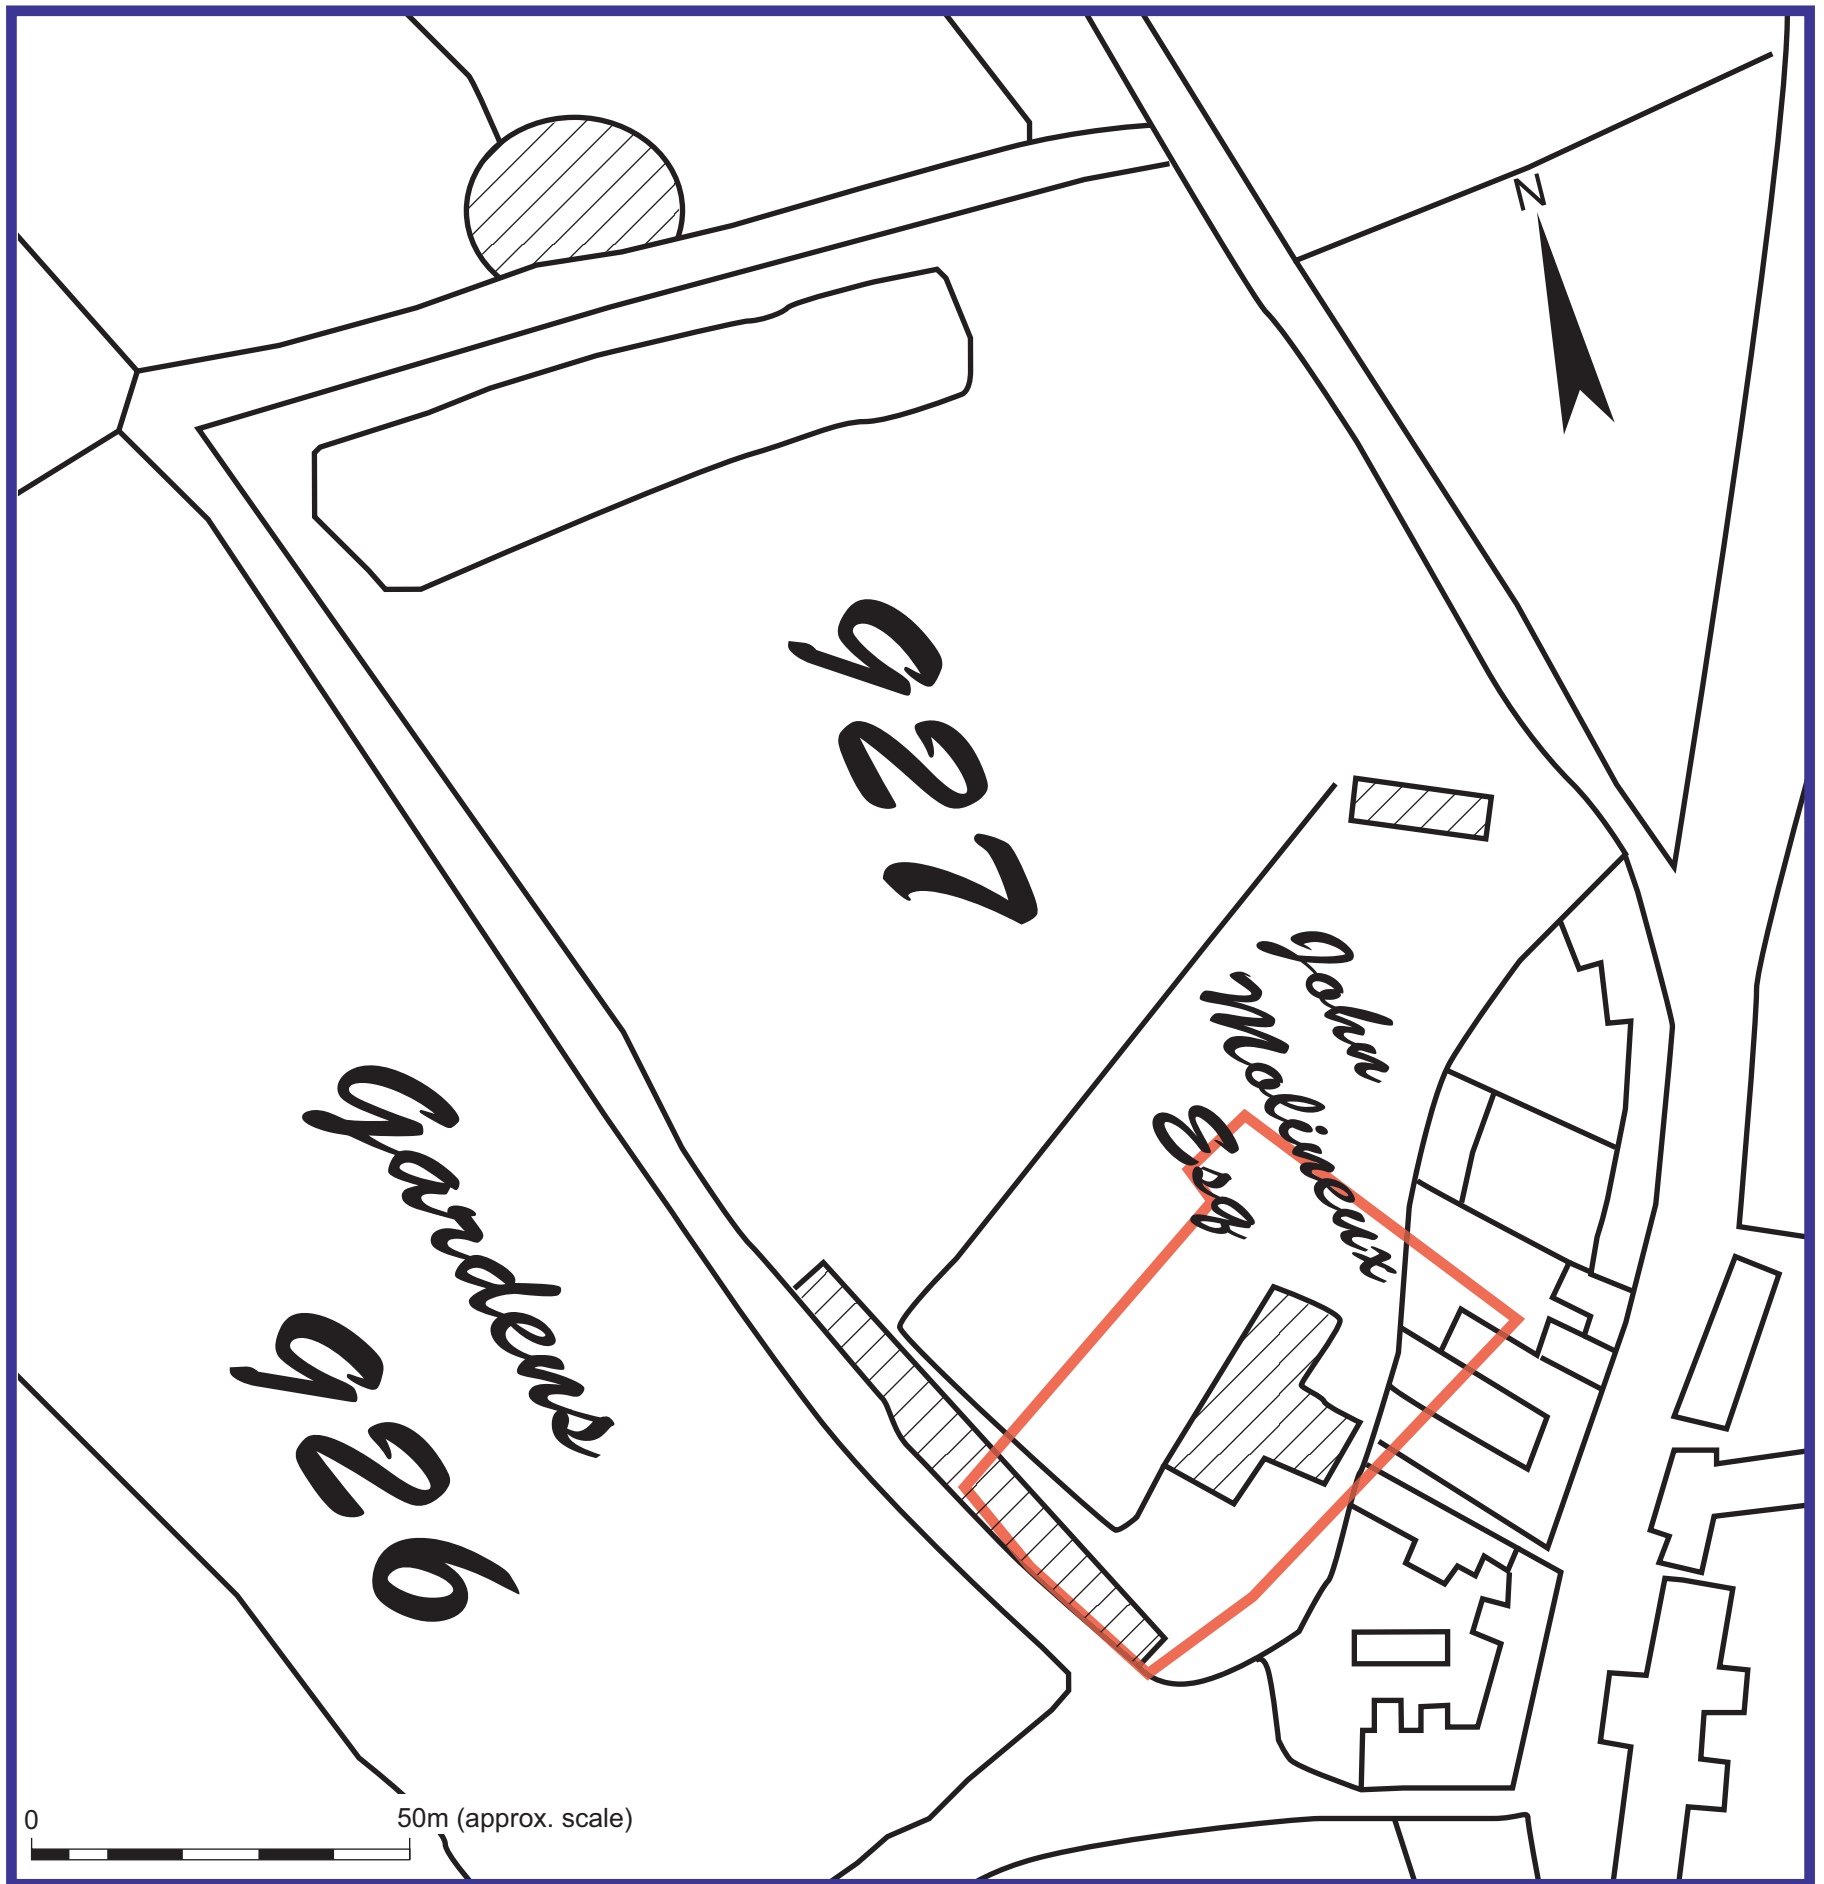 N
927
John
Molineux
Esq
Gardens
926
0 50m (approx. scale)